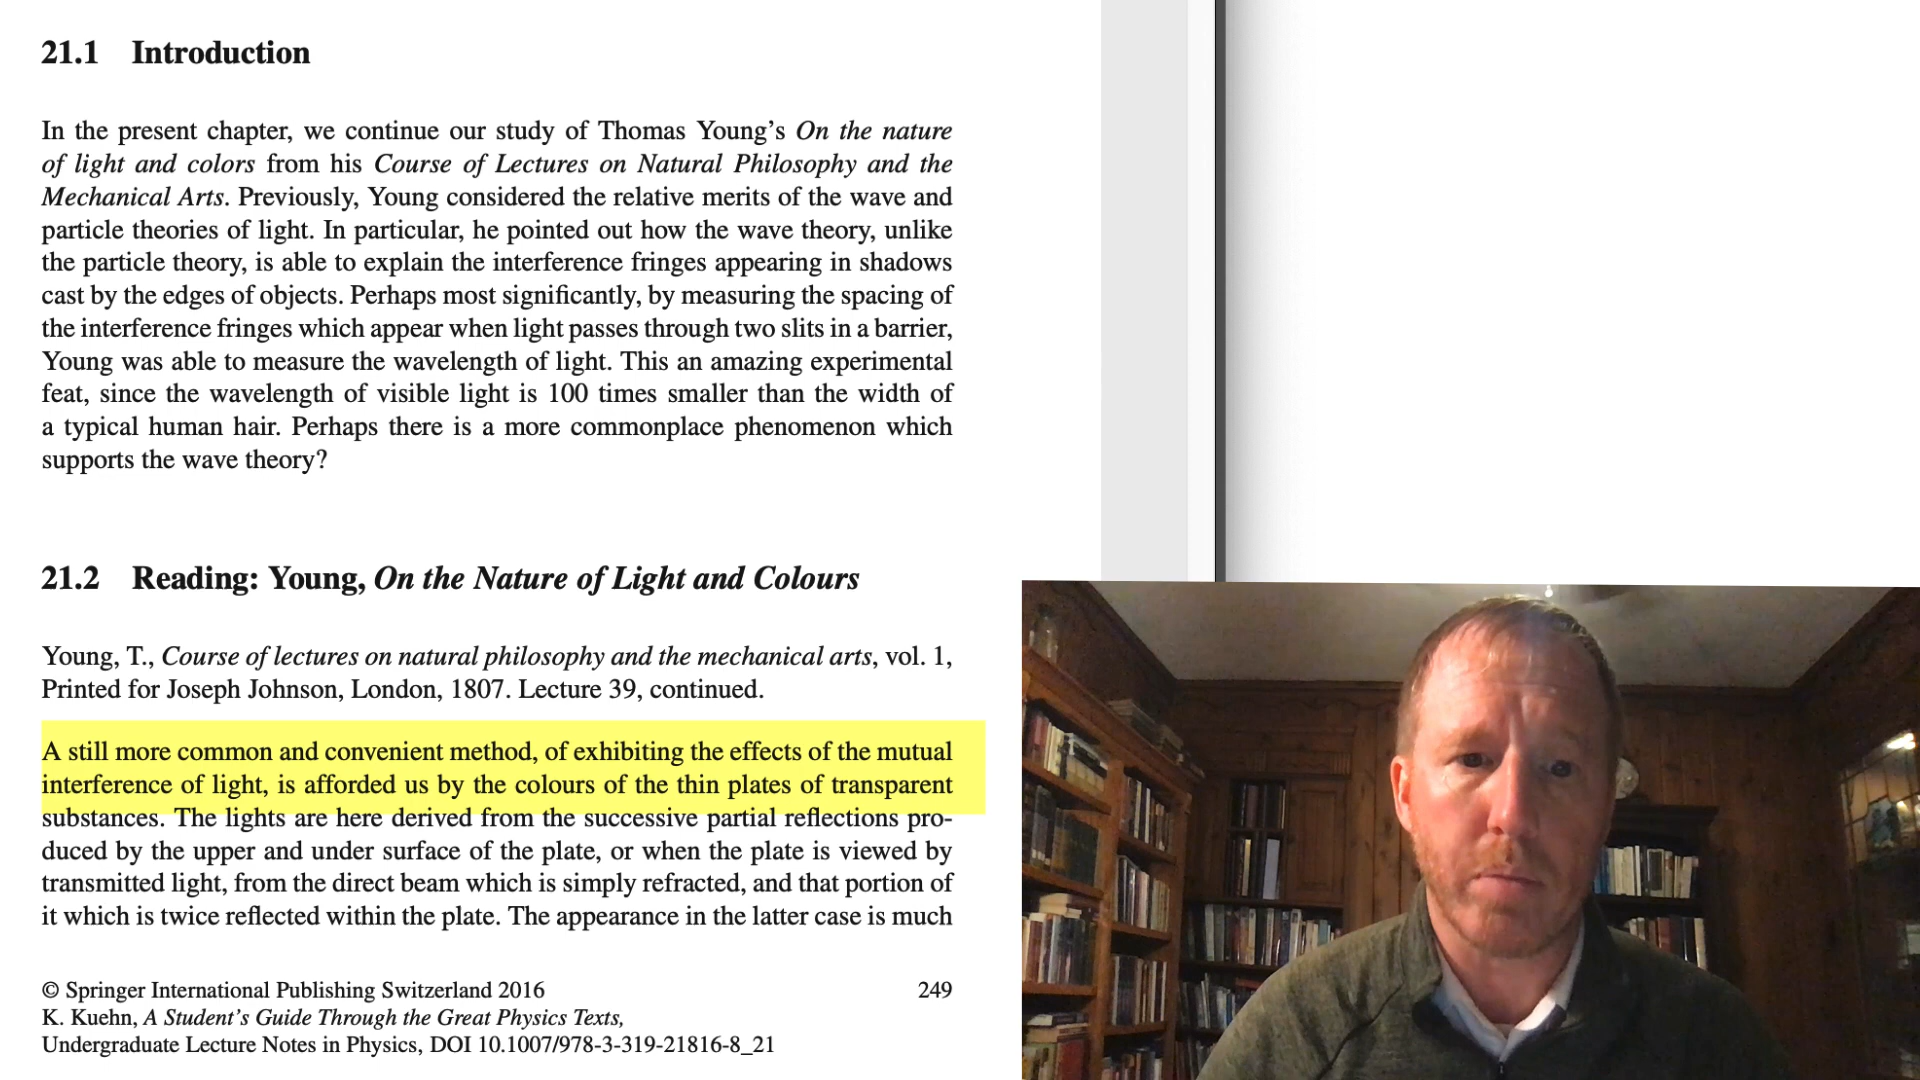 21.1 Introduction
In the present chapter, we continue our study of Thomas Young’s On the nature
of light and colors from his Course of Lectures on Natural Philosophy and the
Mechanical Arts. Previously, Young considered the relative merits of the wave and
particle theories of light. In particular, he pointed out how the wave theory, unlike
the particle theory, is able to explain the interference fringes appearing in shadows
cast by the edges of objects. Perhaps most significantly, by measuring the spacing of
the interference fringes which appear when light passes through two slits in a barrier,
Young was able to measure the wavelength of light. This an amazing experimental
feat, since the wavelength of visible light is 100 times smaller than the width of
a typical human hair. Perhaps there is a more commonplace phenomenon which
supports the wave theory?
21.2 Reading: Young, On the Nature of Light and Colours
Young, T., Course of lectures on natural philosophy and the mechanical arts, vol. 1,
Printed for Joseph Johnson, London, 1807. Lecture 39, continued.
A still more common and convenient method, of exhibiting the effects of the mutual
interference of light, is afforded us by the colours of the thin plates of transparent
substances. The lights are here derived from the successive partial reflections pro-
duced by the upper and under surface of the plate, or when the plate is viewed by
transmitted light, from the direct beam which is simply refracted, and that portion of
it which is twice reflected within the plate. The appearance in the latter case is much
© Springer International Publishing Switzerland 2016 249
K. Kuehn, A Student’s Guide Through the Great Physics Texts,
Undergraduate Lecture Notes in Physics, DOI 10.1007/978-3-319-21816-8_21